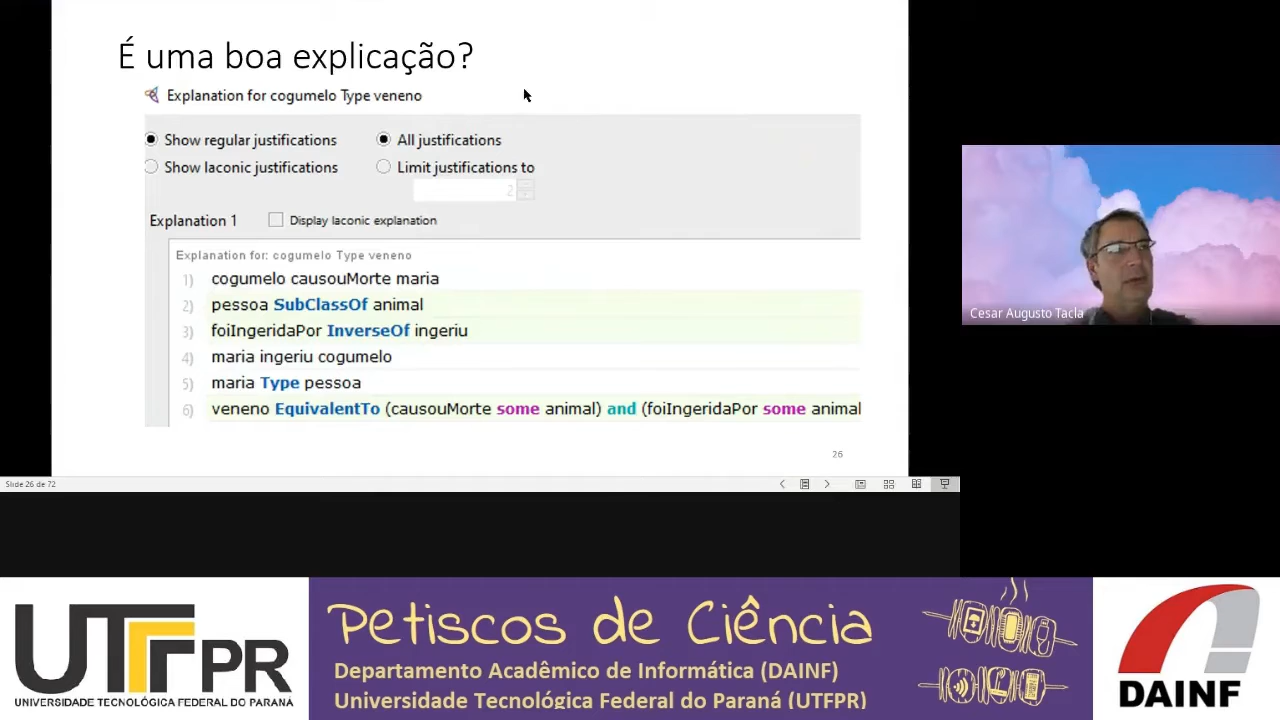 É uma boa explicação?
Explanation for cogumelo Type veneno
Show regular justifications
All justifications
Show laconic justifications
Limit justifications to
2
Explanation 1
Display laconic explanation
Explanation for: cogumelo Type veneno
1) cogumelo causouMorte maria
2) pessoa SubClassOf animal
3) foiIngeridaPor InverseOf ingeriu
4) maria ingeriu cogumelo
5) maria Type pessoa
6) veneno EquivalentTo (causouMorte some animal) and (foiIngeridaPor some animal
26
Slide 26 de 72
Cesar Augusto Tacla
UTFPR
UNIVERSIDADE TECNOLÓGICA FEDERAL DO PARANÁ
Petiscos de Ciência
Departamento Acadêmico de Informática (DAINF)
Universidade Tecnológica Federal do Paraná (UTFPR)
DAINF